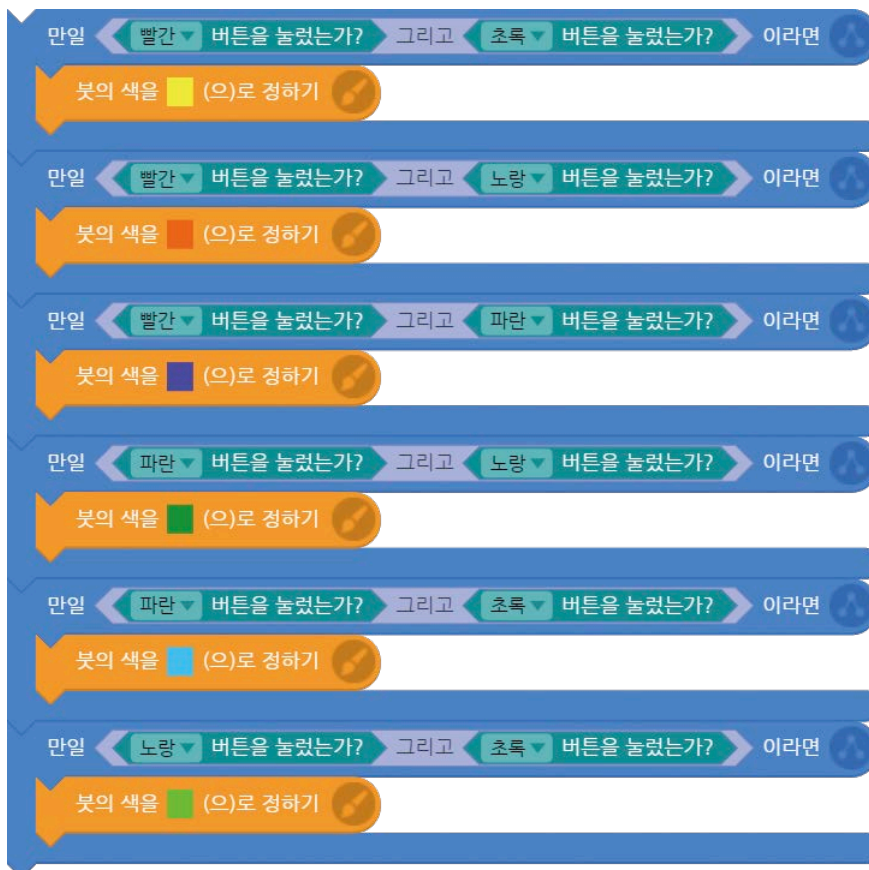 만일 빨간 버튼을 눌렀는가? 그리고 초록 버튼을 눌렀는가? 이라면
붓의 색을 (으)로 정하기
만일 빨간 버튼을 눌렀는가? 그리고 노랑 버튼을 눌렀는가? 이라면
붓의 색을 (으)로 정하기
만일 빨간 버튼을 눌렀는가? 그리고 파란 버튼을 눌렀는가? 이라면
붓의 색을 (으)로 정하기
만일 파란 버튼을 눌렀는가? 그리고 노랑 버튼을 눌렀는가? 이라면
붓의 색을 (으)로 정하기
만일 파란 버튼을 눌렀는가? 그리고 초록 버튼을 눌렀는가? 이라면
붓의 색을 (으)로 정하기
만일 노랑 버튼을 눌렀는가? 그리고 초록 버튼을 눌렀는가? 이라면
붓의 색을 (으)로 정하기